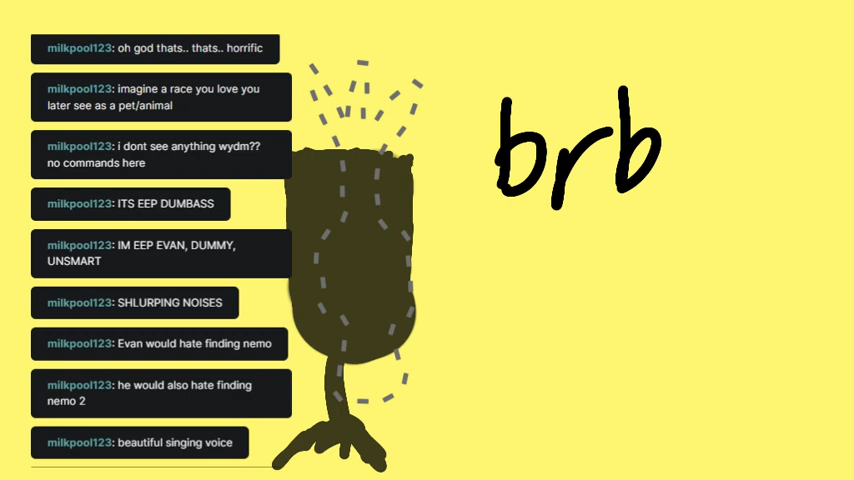 milkpool123: oh god thats.. thats.. horrific
milkpool123: imagine a race you love you
later see as a pet/animal
milkpool123: i dont see anything wydm??
no commands here
milkpool123: ITS EEP DUMBASS
milkpool123: IM EEP EVAN, DUMMY,
UNSMART
milkpool123: SHLURPING NOISES
milkpool123: Evan would hate finding nemo
milkpool123: he would also hate finding
nemo 2
milkpool123: beautiful singing voice
brb